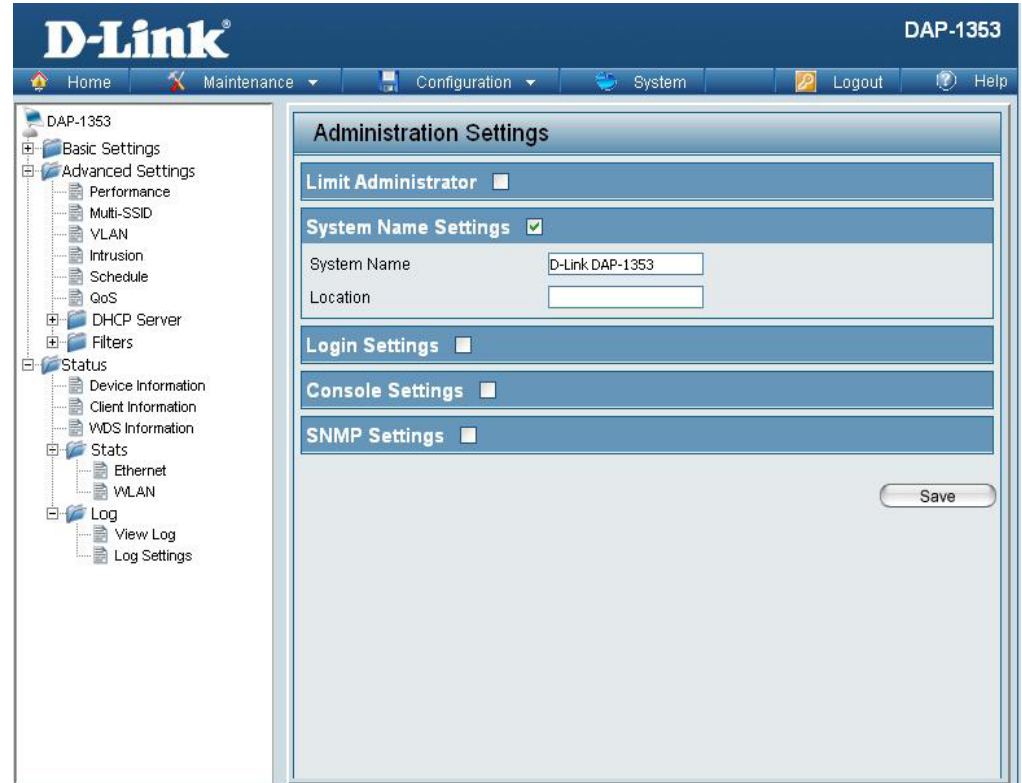 D-Link®
DAP-1353
Home Maintenance Configuration System Logout Help
DAP-1353
Basic Settings
Advanced Settings
Performance
Multi-SSID
VLAN
Intrusion
Schedule
QoS
DHCP Server
Filters
Status
Device Information
Client Information
WDS Information
Stats
Ethernet
WLAN
Log
View Log
Log Settings
Administration Settings
Limit Administrator
System Name Settings
System Name D-Link DAP-1353
Location
Login Settings
Console Settings
SNMP Settings
Save